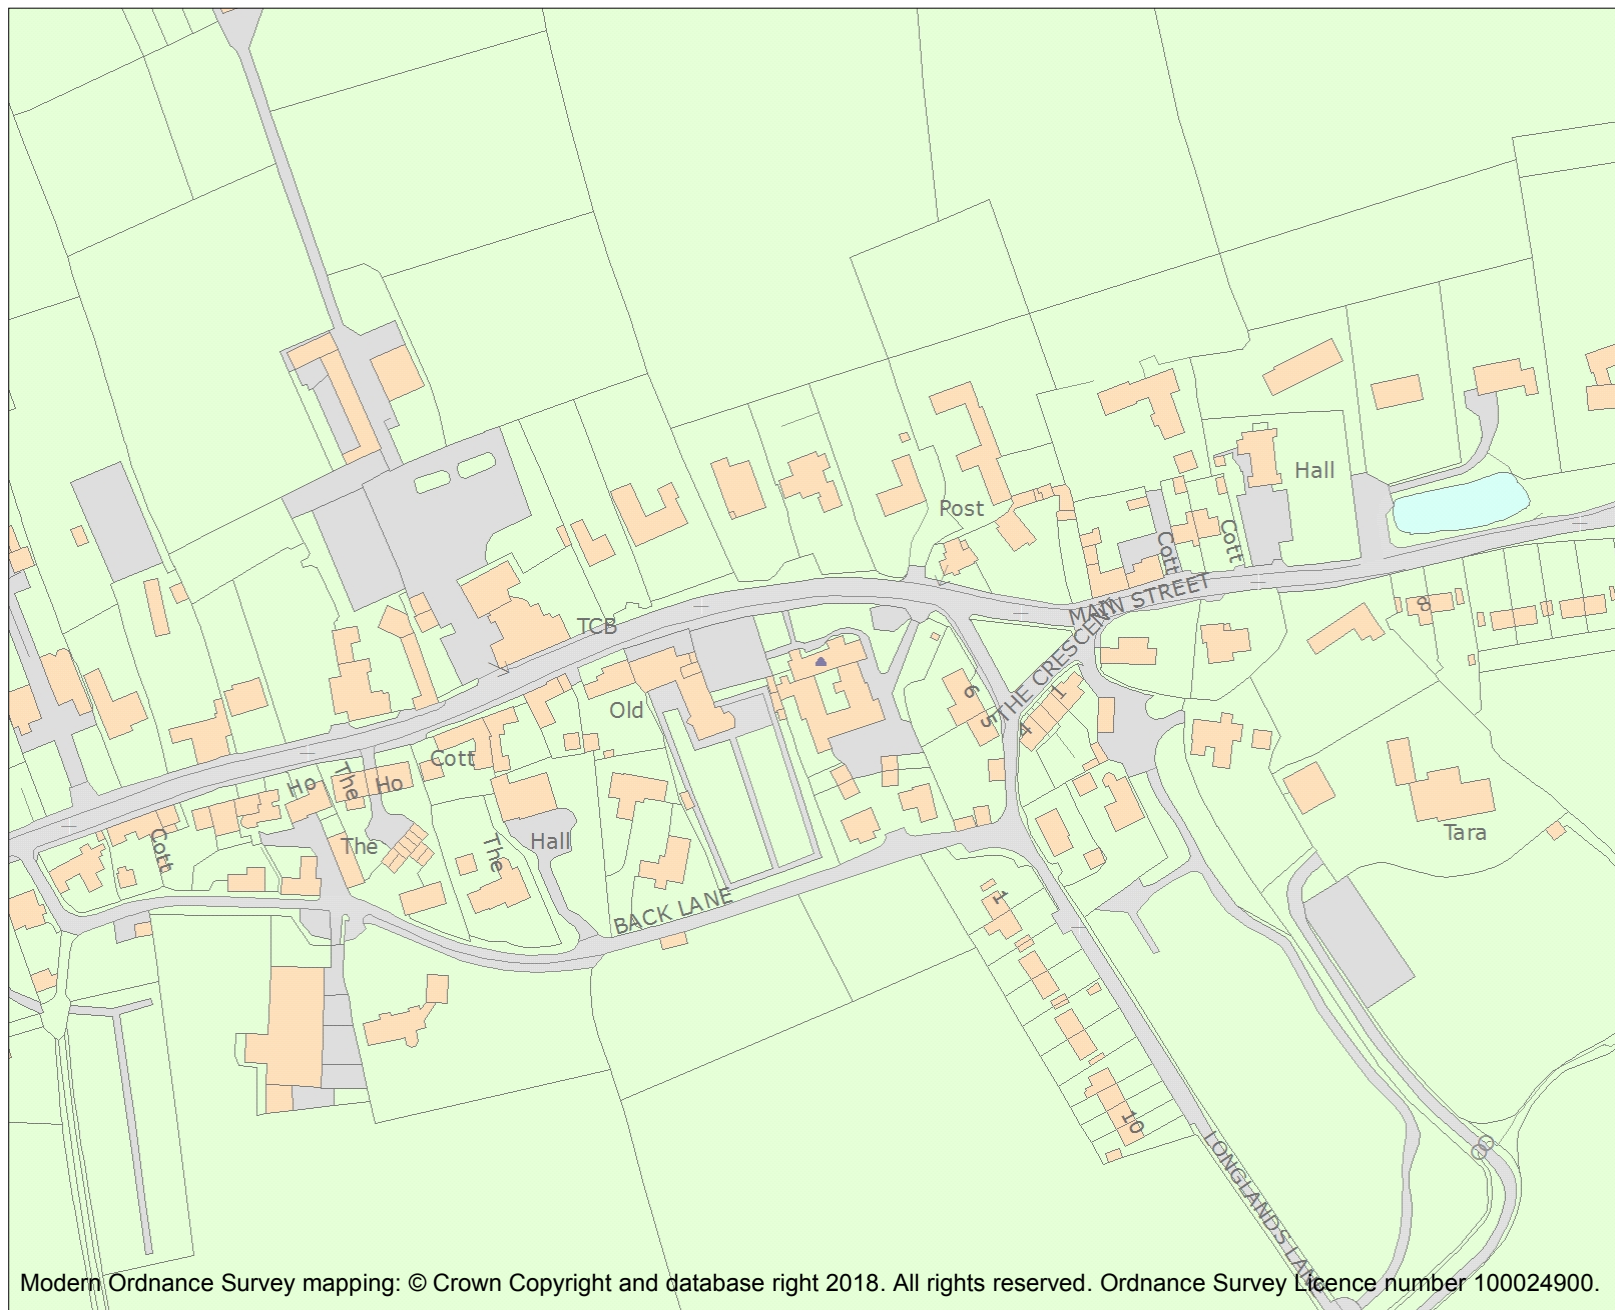 Hall
Post
Cott
Cott
MAIN STREET
8
TCB
THE CRESCENT
6
5
1
4
Old
Cott
Ho
The
Ho
Cott
The
The
Hall
Tara
BACK LANE
1
10
LONGLANDS LANE
Modern Ordnance Survey mapping: © Crown Copyright and database right 2018. All rights reserved. Ordnance Survey Licence number 100024900.